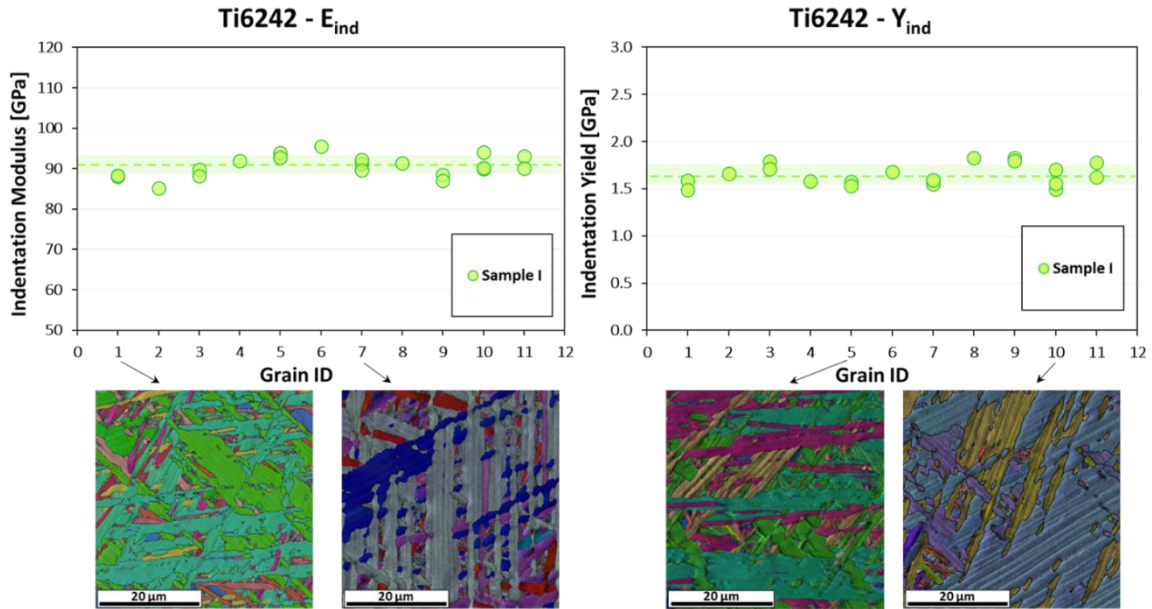 Ti6242 - Eind
Ti6242 - Yind
Indentation Modulus [GPa]
120
110
100
90
80
70
60
50
Sample I
0 1 2 3 4 5 6 7 8 9 10 11 12
Grain ID
Indentation Yield [GPa]
3.0
2.5
2.0
1.5
1.0
0.5
0.0
Sample I
0 1 2 3 4 5 6 7 8 9 10 11 12
Grain ID
20 µm
20 µm
20 µm
20 µm